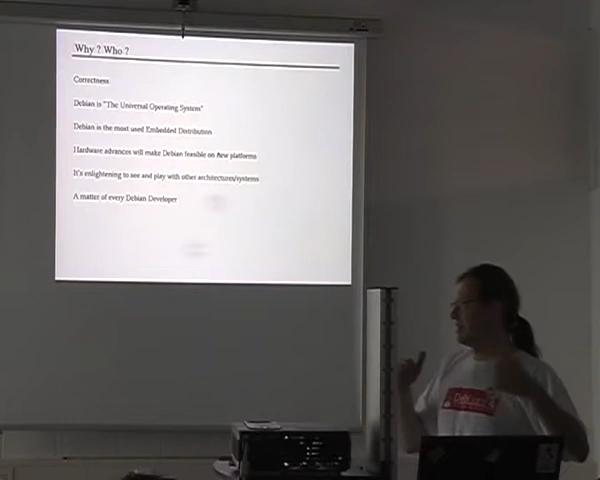 Why ? Who ?
Correctness
Debian is "The Universal Operating System"
Debian is the most used Embedded Distribution
Hardware advances will make Debian feasible on new platforms
It's enlightening to see and play with other architectures/systems
A matter of every Debian Developer